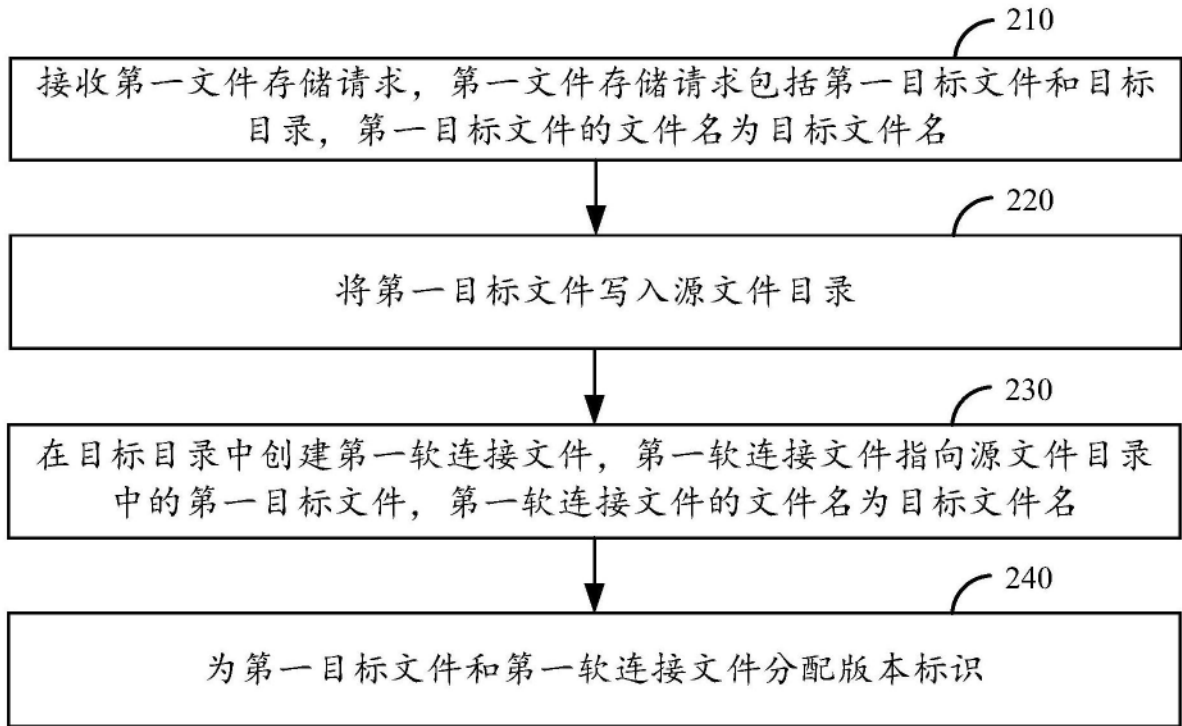 210
接收第一文件存储请求，第一文件存储请求包括第一目标文件和目标
目录，第一目标文件的文件名为目标文件名
220
将第一目标文件写入源文件目录
230
在目标目录中创建第一软连接文件，第一软连接文件指向源文件目录
中的第一目标文件，第一软连接文件的文件名为目标文件名
240
为第一目标文件和第一软连接文件分配版本标识